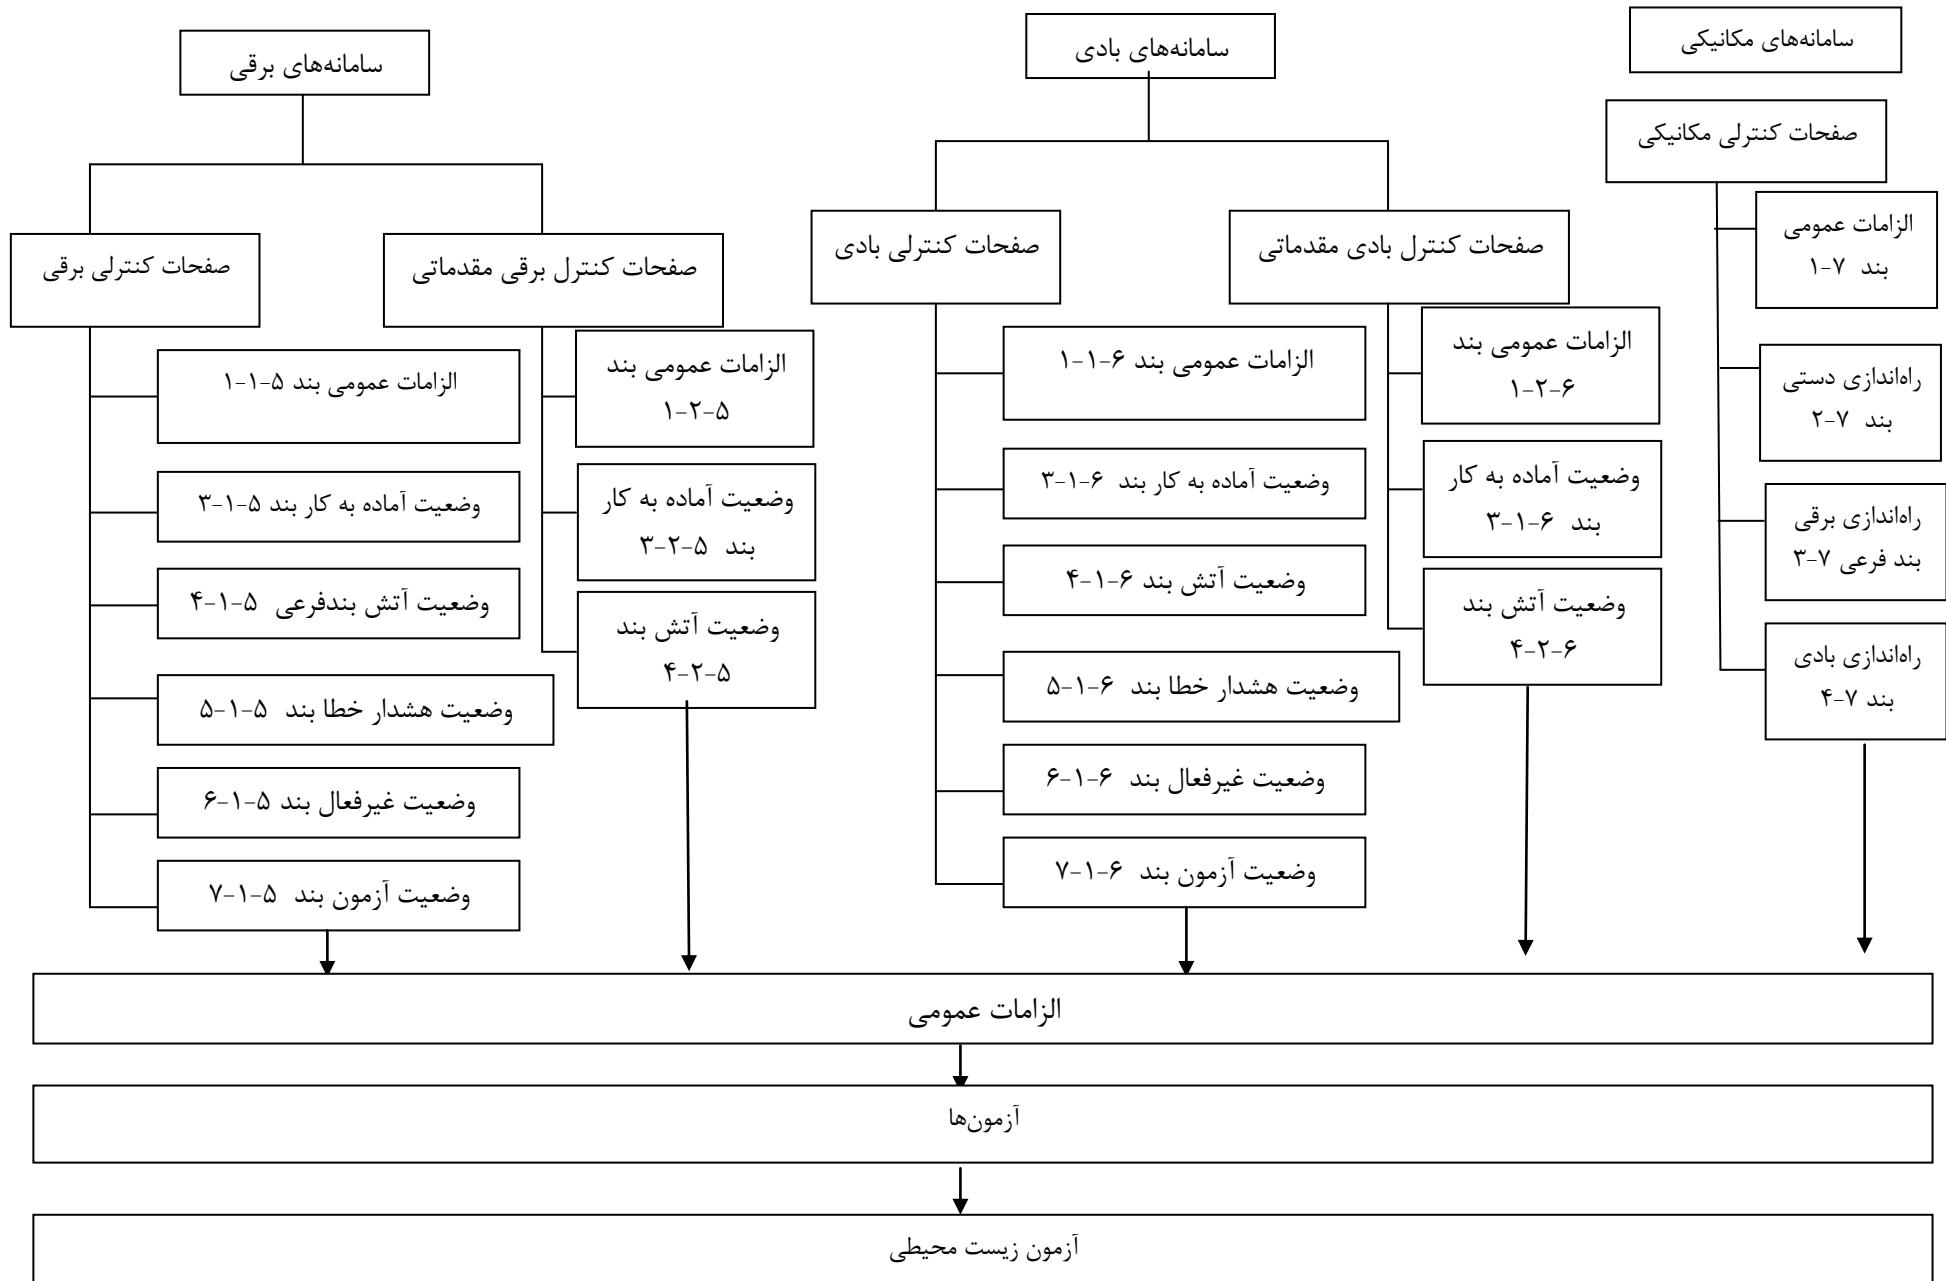 سامانه‌های مکانیکی
صفحات کنترلی مکانیکی
الزامات عمومی
بند ۷-۱
راه‌اندازی دستی
بند ۷-۲
راه‌اندازی برقی
بند فرعی ۷-۳
راه‌اندازی بادی
بند ۷-۴
سامانه‌های بادی
صفحات کنترل بادی مقدماتی
الزامات عمومی بند
۶-۲-۱
وضعیت آماده به کار
بند ۶-۱-۳
وضعیت آتش بند
۶-۲-۴
صفحات کنترلی بادی
الزامات عمومی بند ۶-۱-۱
وضعیت آماده به کار بند ۶-۱-۳
وضعیت آتش بند ۶-۱-۴
وضعیت هشدار خطا بند ۶-۱-۵
وضعیت غیرفعال بند ۶-۱-۶
وضعیت آزمون بند ۶-۱-۷
سامانه‌های برقی
صفحات کنترل برقی مقدماتی
الزامات عمومی بند
۵-۲-۱
وضعیت آماده به کار
بند ۵-۲-۳
وضعیت آتش بند
۵-۲-۴
صفحات کنترلی برقی
الزامات عمومی بند ۵-۱-۱
وضعیت آماده به کار بند ۵-۱-۳
وضعیت آتش بندفرعی ۵-۱-۴
وضعیت هشدار خطا بند ۵-۱-۵
وضعیت غیرفعال بند ۵-۱-۶
وضعیت آزمون بند ۵-۱-۷
الزامات عمومی
آزمون‌ها
آزمون زیست محیطی